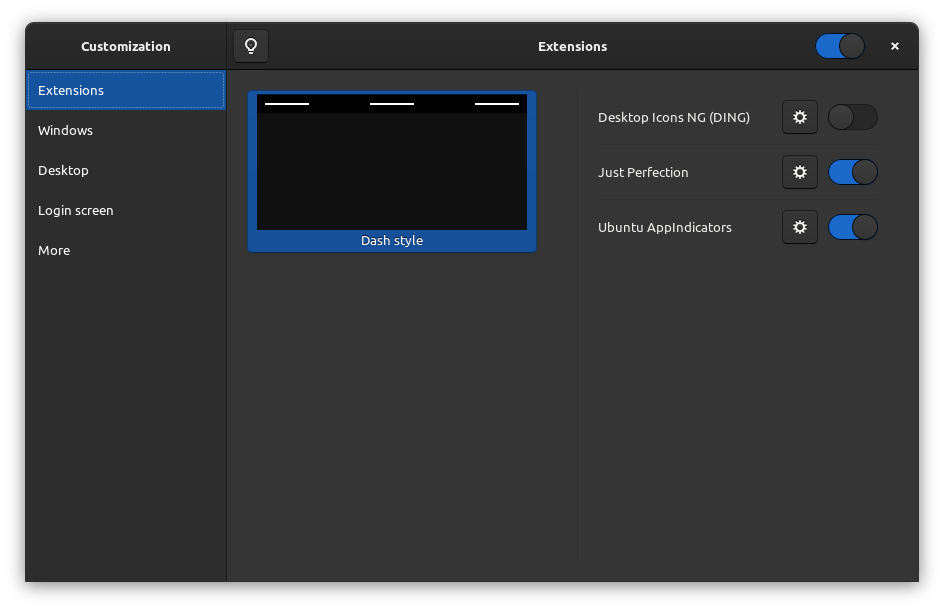 Customization
Extensions
Extensions
Windows
Desktop
Login screen
More
Dash style
Desktop Icons NG (DING)
Just Perfection
Ubuntu AppIndicators